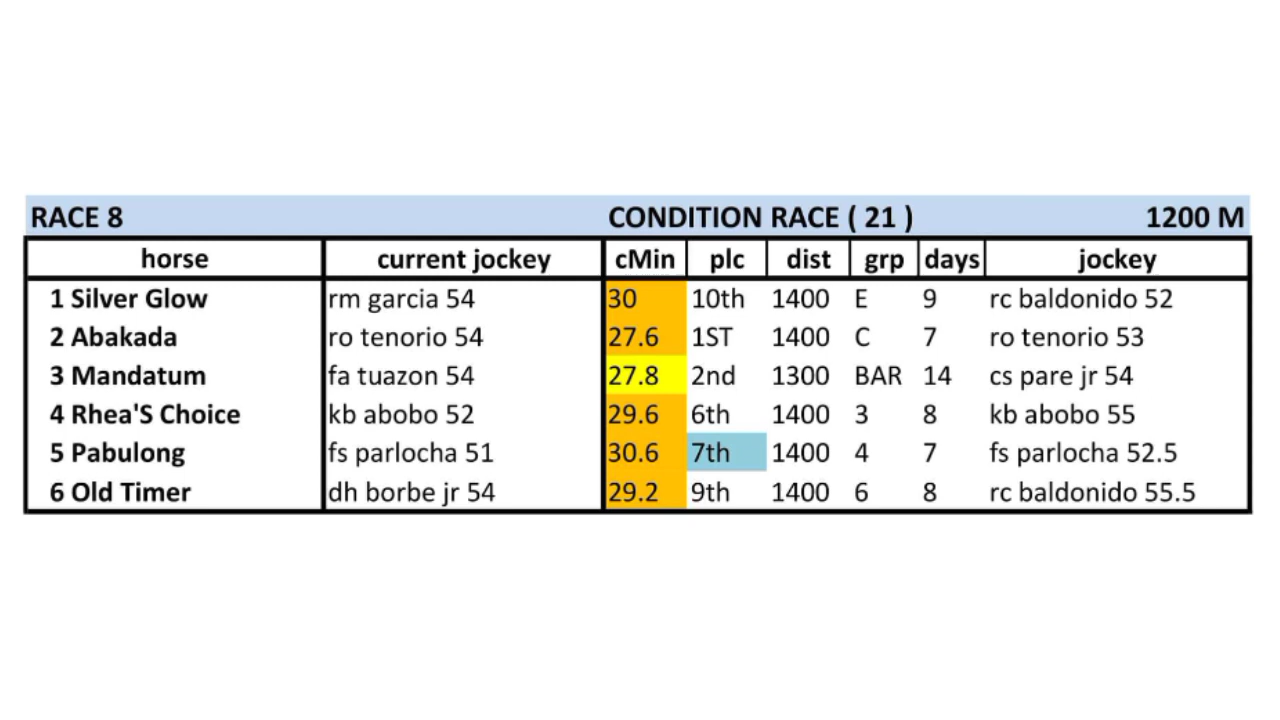 RACE 8 CONDITION RACE ( 21 ) 1200 M
horse current jockey cMin plc dist grp days jockey
1 Silver Glow rm garcia 54 30 10th 1400 E 9 rc baldonido 52
2 Abakada ro tenorio 54 27.6 1ST 1400 C 7 ro tenorio 53
3 Mandatum fa tuazon 54 27.8 2nd 1300 BAR 14 cs pare jr 54
4 Rhea'S Choice kb abobo 52 29.6 6th 1400 3 8 kb abobo 55
5 Pabulong fs parlocha 51 30.6 7th 1400 4 7 fs parlocha 52.5
6 Old Timer dh borbe jr 54 29.2 9th 1400 6 8 rc baldonido 55.5